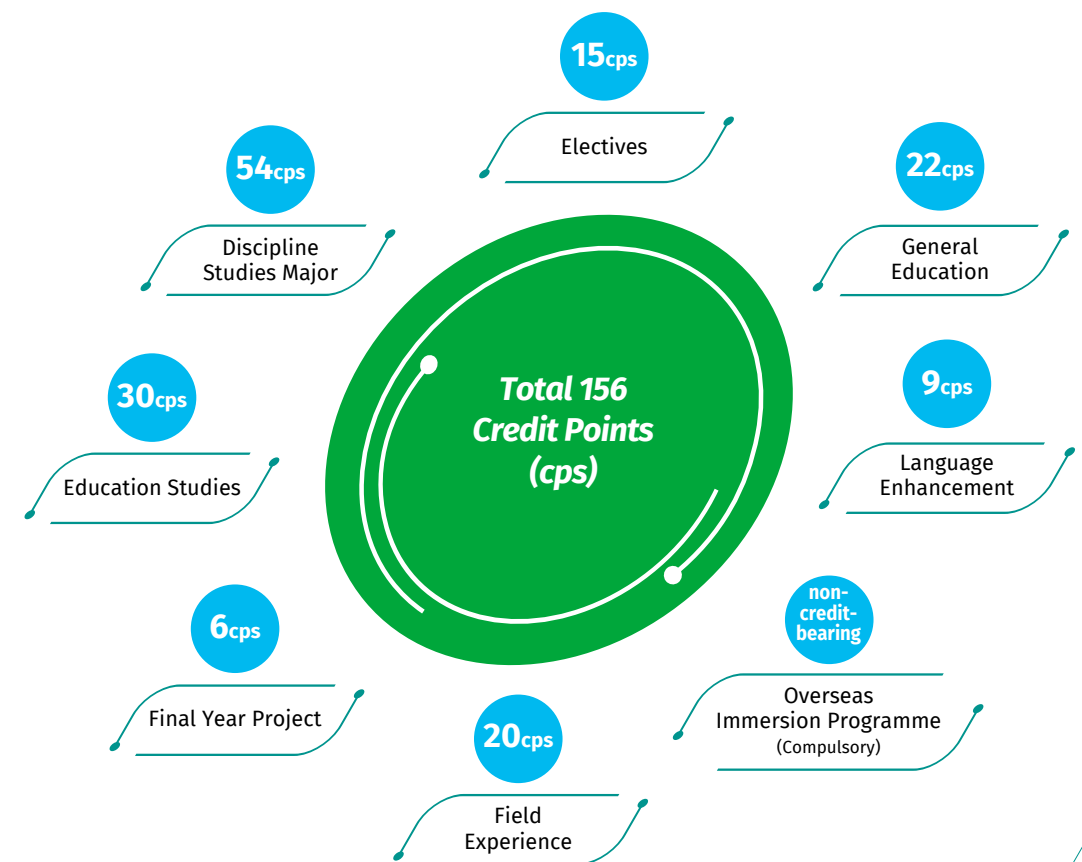 15cps
Electives
54cps
Discipline
Studies Major
22cps
General
Education
30cps
Education Studies
Total 156
Credit Points
(cps)
9cps
Language
Enhancement
6cps
Final Year Project
20cps
Field
Experience
non-
credit-
bearing
Overseas
Immersion Programme
(Compulsory)